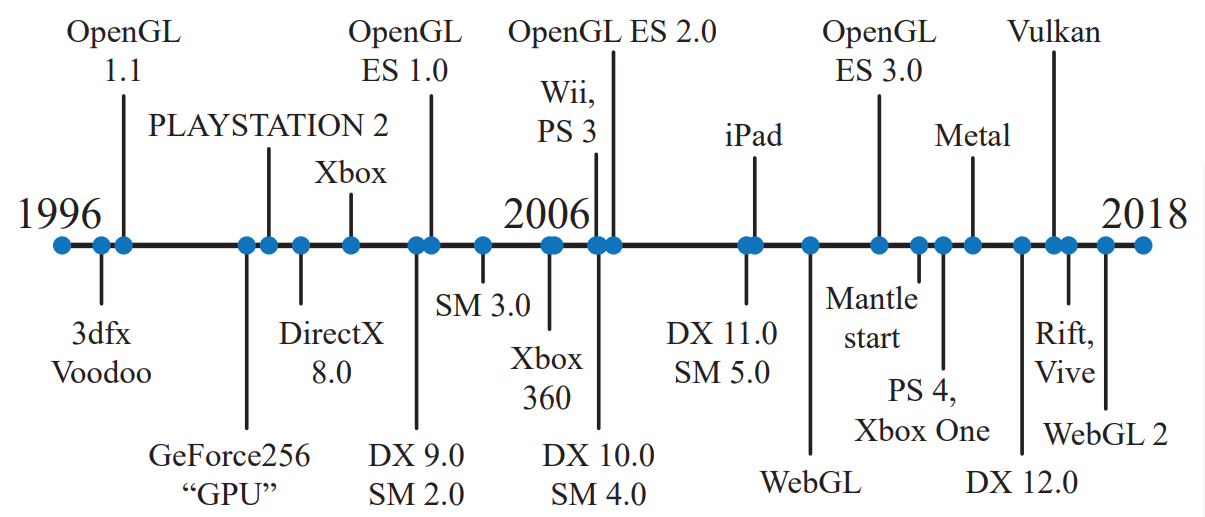 OpenGL
1.1
OpenGL
ES 1.0
OpenGL ES 2.0
OpenGL
ES 3.0
Vulkan
Wii,
PS 3
PLAYSTATION 2
iPad
Metal
Xbox
1996
2006
2018
3dfx
Voodoo
DirectX
8.0
SM 3.0
Xbox
360
DX 11.0
SM 5.0
Mantle
start
Rift,
Vive
PS 4,
Xbox One
GeForce256
“GPU”
DX 9.0
SM 2.0
DX 10.0
SM 4.0
WebGL
DX 12.0
WebGL 2